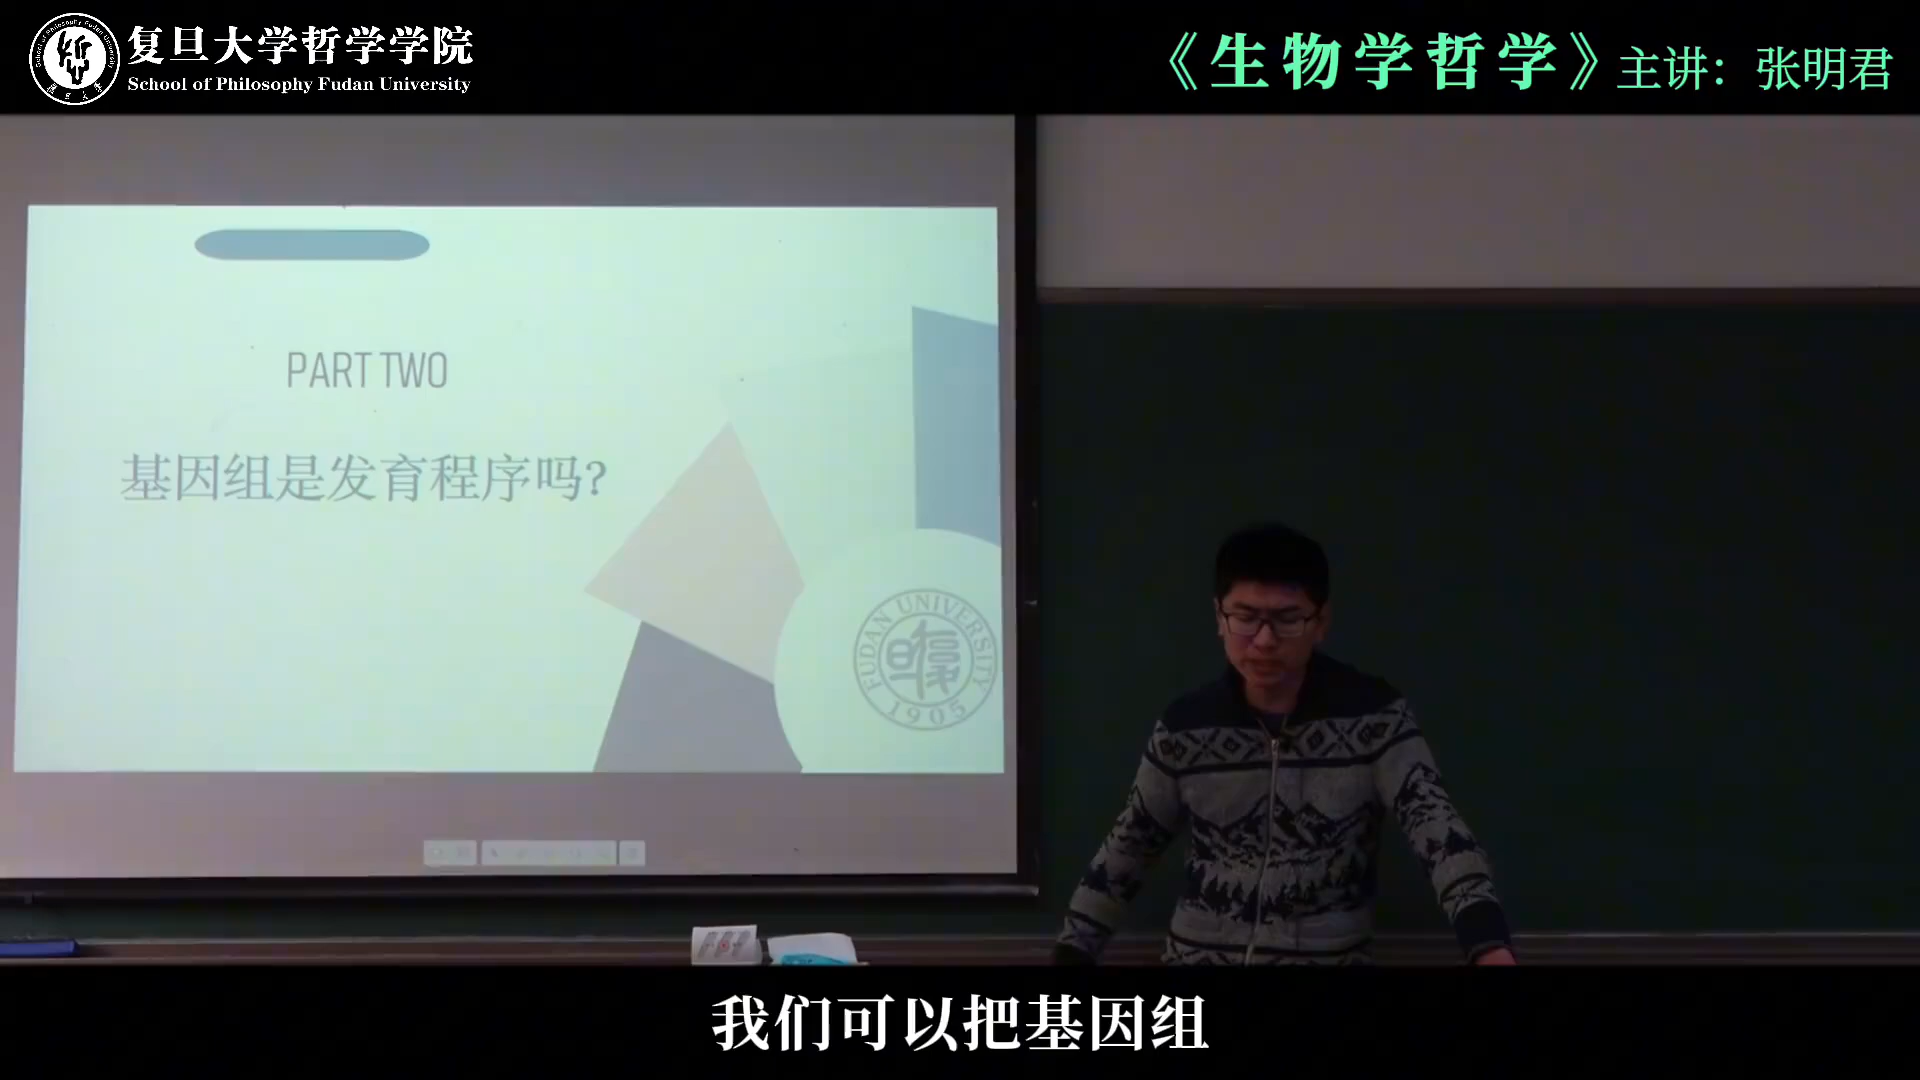 复旦大学哲学学院
School of Philosophy Fudan University
《生物学哲学》主讲：张明君
PART TWO
基因组是发育程序吗?
FUDAN UNIVERSITY
1905
我们可以把基因组